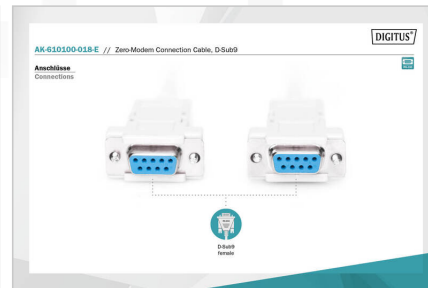 DIGITUS®
AK-610100-018-E // Zero-Modem Connection Cable, D-Sub9
Anschlüsse
Connections
D-Sub9
female